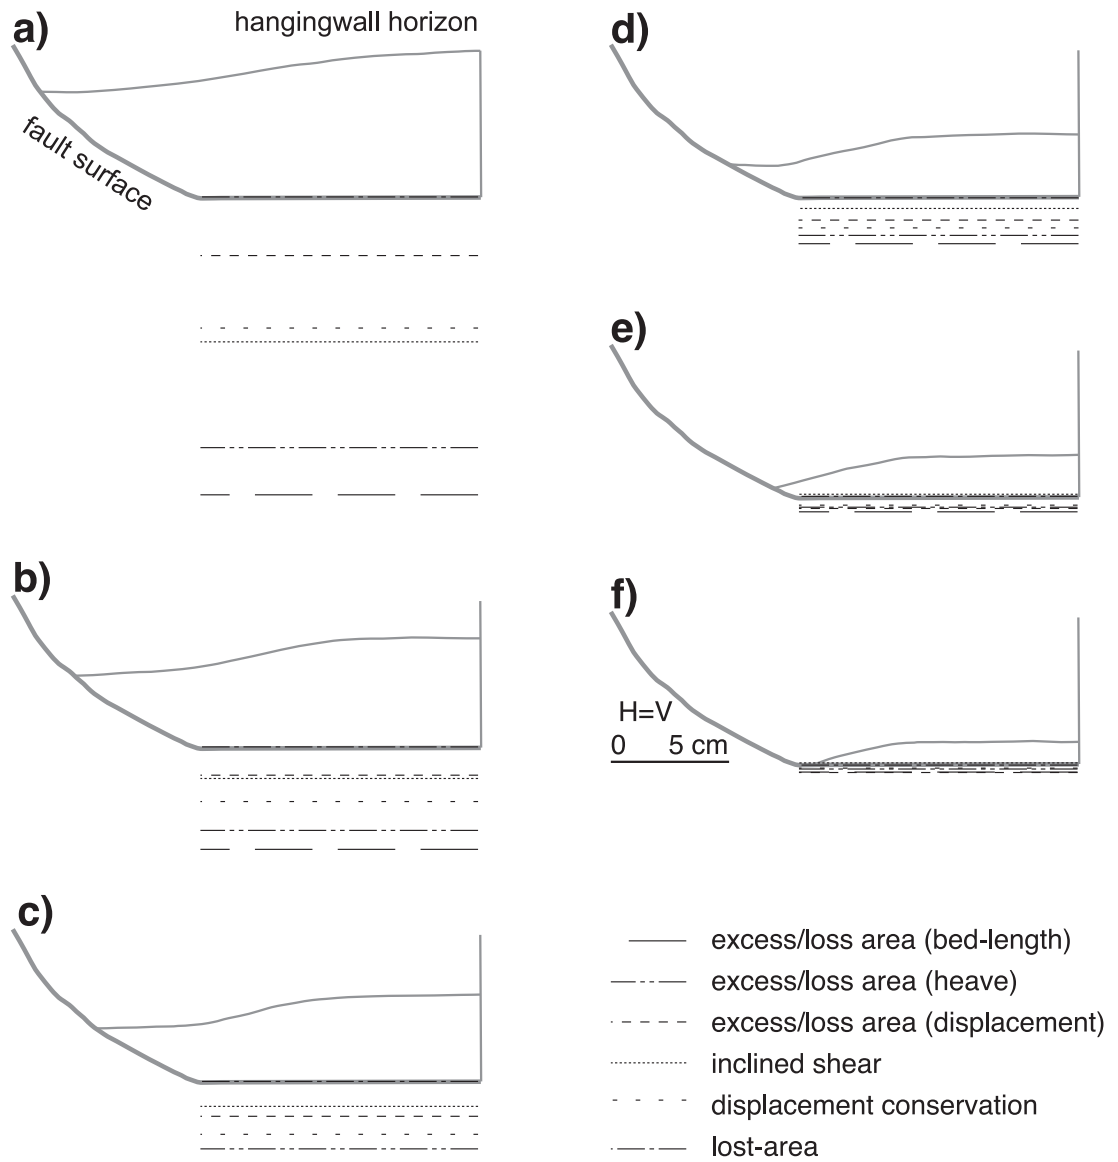 a)
hangingwall horizon
fault surface
b)
c)
d)
e)
f)
H=V
0 5 cm
excess/loss area (bed-length)
excess/loss area (heave)
excess/loss area (displacement)
inclined shear
displacement conservation
lost-area